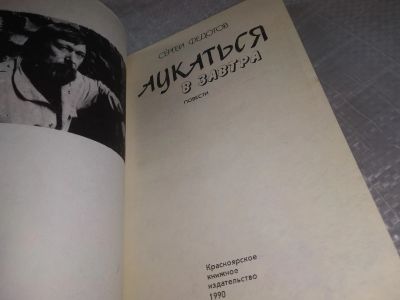 СЕРГЕЙ ФЕДОТОВ
АУКАТЬСЯ
В ЗАВТРА
ПОВЕСТИ
Красноярское
книжное
издательство
1990